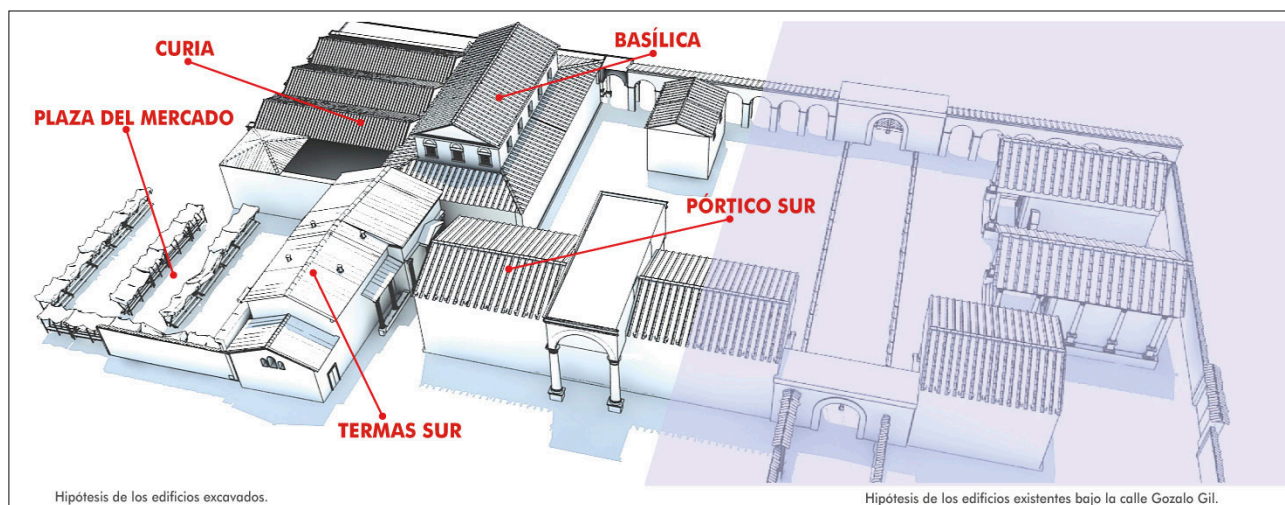 CURIA
BASÍLICA
PLAZA DEL MERCADO
PÓRTICO SUR
TERMAS SUR
Hipótesis de los edificios excavados.
Hipótesis de los edificios existentes bajo la calle Gozalo Gil.